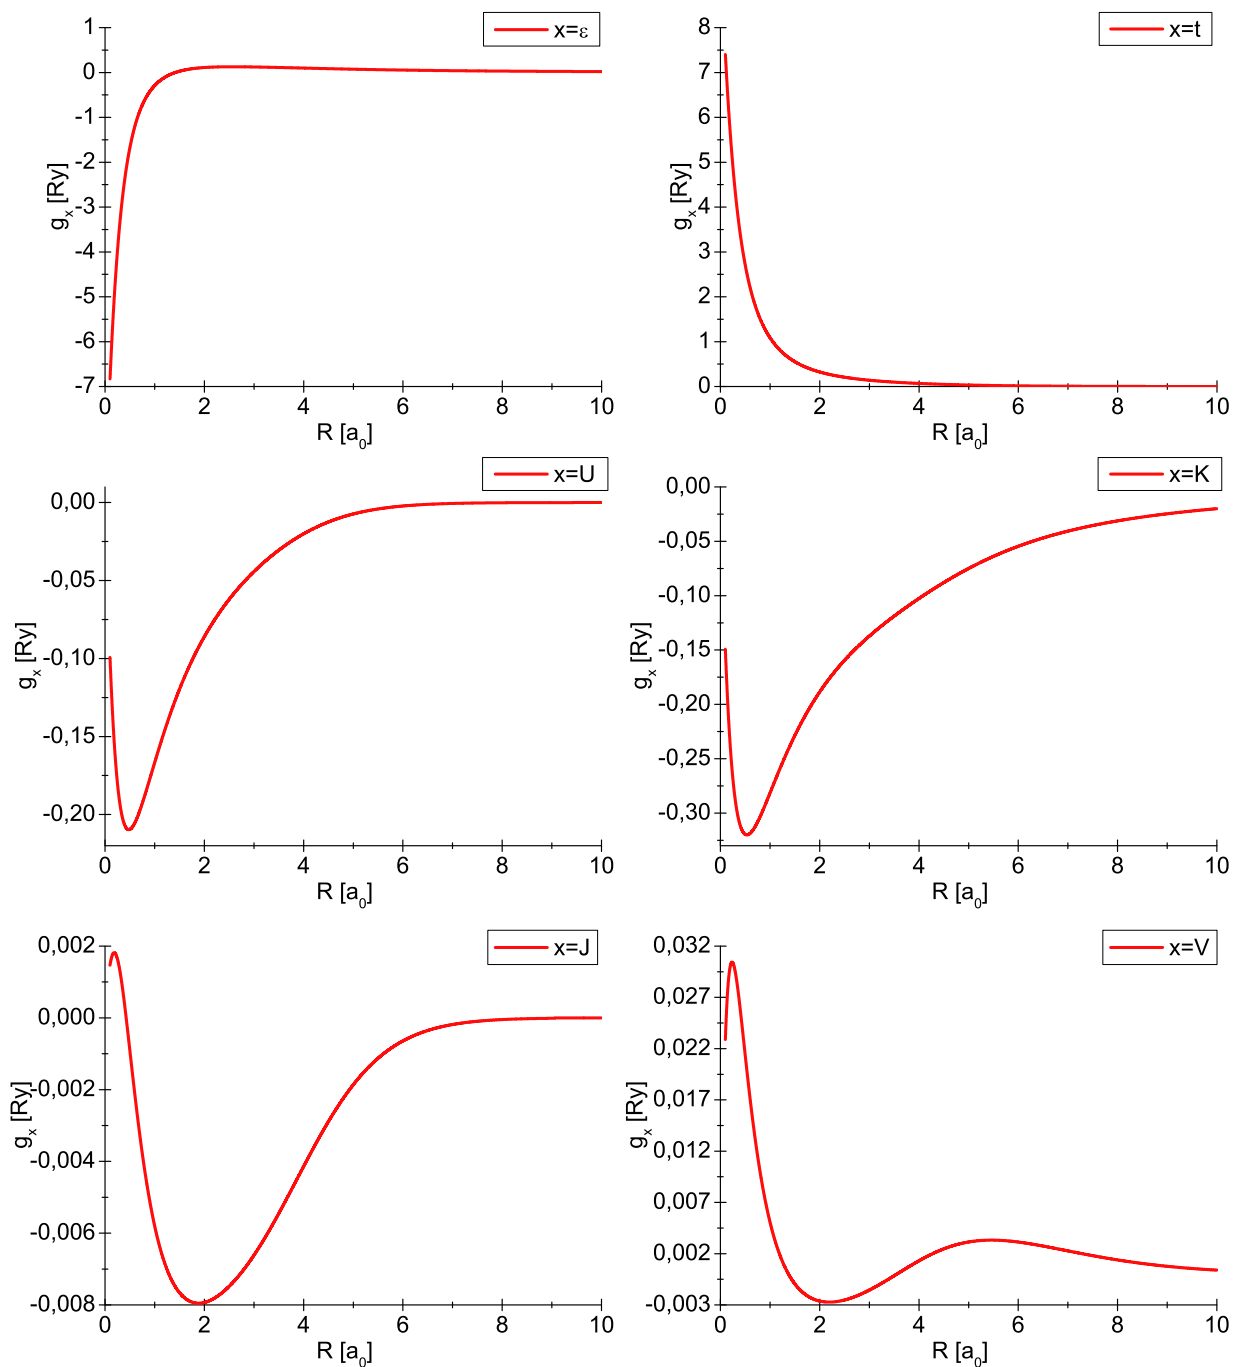 x=ε
1
0
-1
-2
-3
-4
-5
-6
-7
g_x [Ry]
0 2 4 6 8 10
R [a_0]
x=t
8
7
6
5
4
3
2
1
0
g_x [Ry]
0 2 4 6 8 10
R [a_0]
x=U
0,00
-0,05
-0,10
-0,15
-0,20
g_x [Ry]
0 2 4 6 8 10
R [a_0]
x=K
0,00
-0,05
-0,10
-0,15
-0,20
-0,25
-0,30
g_x [Ry]
0 2 4 6 8 10
R [a_0]
x=J
0,002
0,000
-0,002
-0,004
-0,006
-0,008
g_x [Ry]
0 2 4 6 8 10
R [a_0]
x=V
0,032
0,027
0,022
0,017
0,012
0,007
0,002
-0,003
g_x [Ry]
0 2 4 6 8 10
R [a_0]